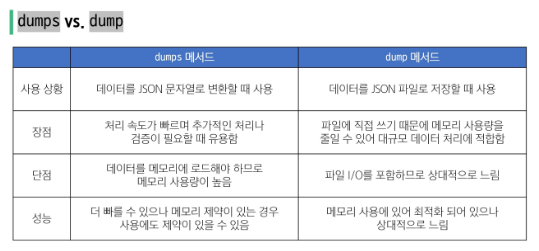 dumps vs. dump
dumps 메서드
dump 메서드
사용 상황
데이터를 JSON 문자열로 변환할 때 사용
데이터를 JSON 파일로 저장할 때 사용
장점
처리 속도가 빠르며 추가적인 처리나
검증이 필요할 때 유용함
파일에 직접 쓰기 때문에 메모리 사용량을
줄일 수 있어 대규모 데이터 처리에 적합함
단점
데이터를 메모리에 로드해야 하므로
메모리 사용량이 높음
파일 I/O를 포함하므로 상대적으로 느림
성능
더 빠를 수 있으나 메모리 제약이 있는 경우
사용에도 제약이 있을 수 있음
메모리 사용에 있어 최적화 되어 있으나
상대적으로 느림